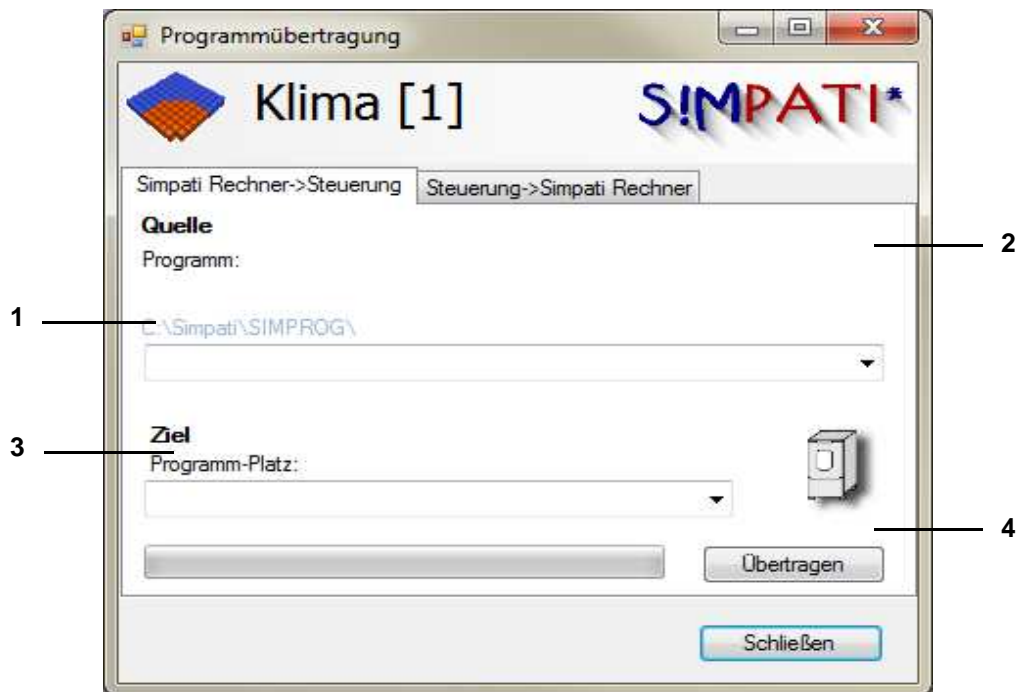 Programmübertragung
Klima [1]
S!MPATI*
Simpati Rechner->Steuerung
Steuerung->Simpati Rechner
Quelle
2
Programm:
1
C:\Simpati\SIMPROG\
Ziel
3
Programm-Platz:
4
Übertragen
Schließen